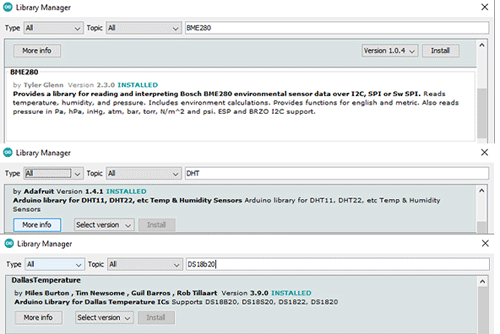 Library Manager
Type All Topic All BME280
More info Version 1.0.4 Install
BME280
by Tyler Glenn Version 2.3.0 INSTALLED
Provides a library for reading and interpreting Bosch BME280 environmental sensor data over I2C, SPI or Sw SPI. Reads
temperature, humidity, and pressure. Includes environment calculations. Provides functions for english and metric. Also reads
pressure in Pa, hPa, inHg, atm, bar, torr, N/m^2 and psi. ESP and BRZO I2C support.
Library Manager
Type All Topic All DHT
by Adafruit Version 1.4.1 INSTALLED
Arduino library for DHT11, DHT22, etc Temp & Humidity Sensors Arduino library for DHT11, DHT22, etc Temp & Humidity
Sensors
More info Select version Install
Library Manager
Type All Topic All DS18b20
DallasTemperature
by Miles Burton , Tim Newsome , Guil Barros , Rob Tillaart Version 3.9.0 INSTALLED
Arduino Library for Dallas Temperature ICs Supports DS18B20, DS18S20, DS1822, DS1820
More info Select version Install